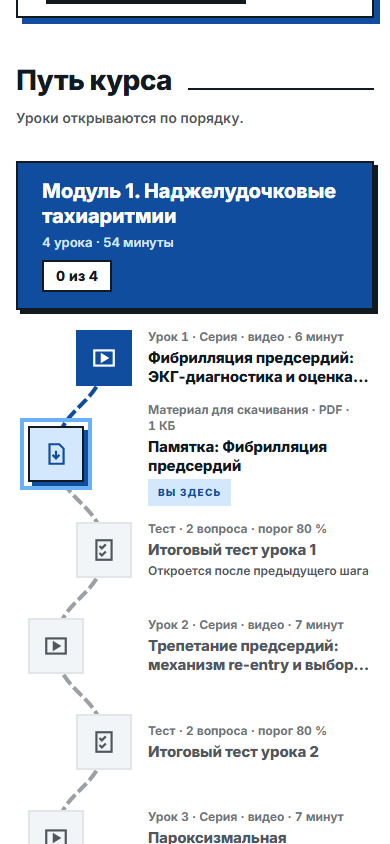 Путь курса
Уроки открываются по порядку.
Модуль 1. Наджелудочковые
тахиаритмии
4 урока · 54 минуты
0 из 4
Урок 1 · Серия · видео · 6 минут
Фибрилляция предсердий:
ЭКГ-диагностика и оценка…
Материал для скачивания · PDF ·
1 КБ
Памятка: Фибрилляция
предсердий
ВЫ ЗДЕСЬ
Тест · 2 вопроса · порог 80 %
Итоговый тест урока 1
Откроется после предыдущего шага
Урок 2 · Серия · видео · 7 минут
Трепетание предсердий:
механизм re-entry и выбор…
Тест · 2 вопроса · порог 80 %
Итоговый тест урока 2
Урок 3 · Серия · видео · 7 минут
Пароксизмальная